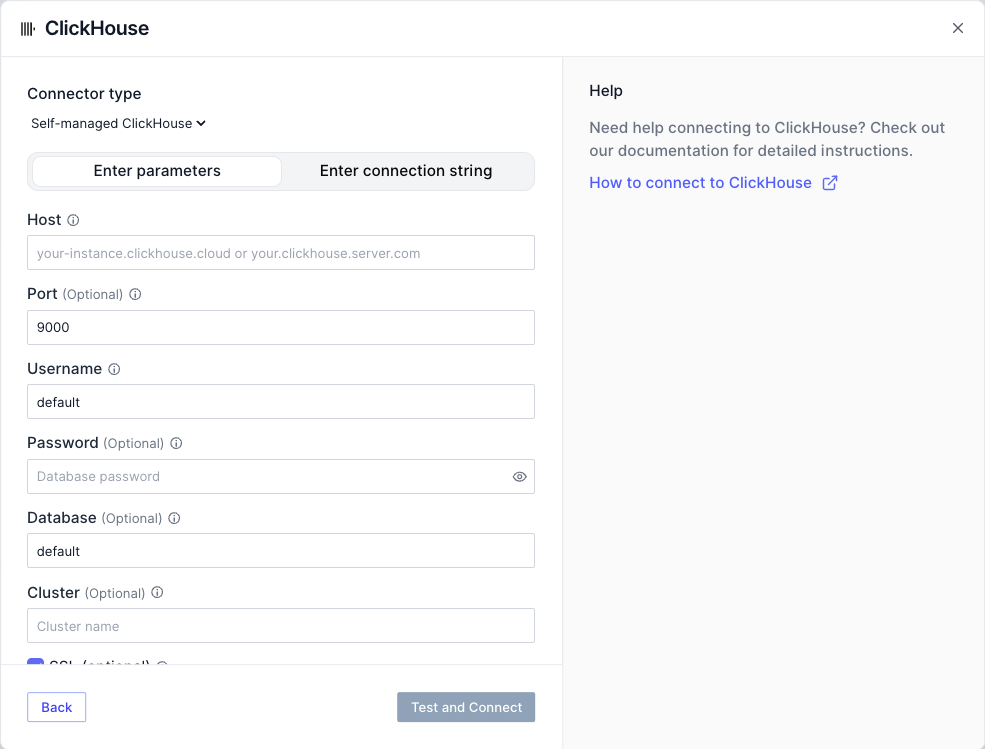 ClickHouse
Connector type
Self-managed ClickHouse
Enter parameters
Enter connection string
Host
your-instance.clickhouse.cloud or your.clickhouse.server.com
Port (Optional)
9000
Username
default
Password (Optional)
Database password
Database (Optional)
default
Cluster (Optional)
Cluster name
SSL (optional)
Back
Test and Connect
Help
Need help connecting to ClickHouse? Check out
our documentation for detailed instructions.
How to connect to ClickHouse